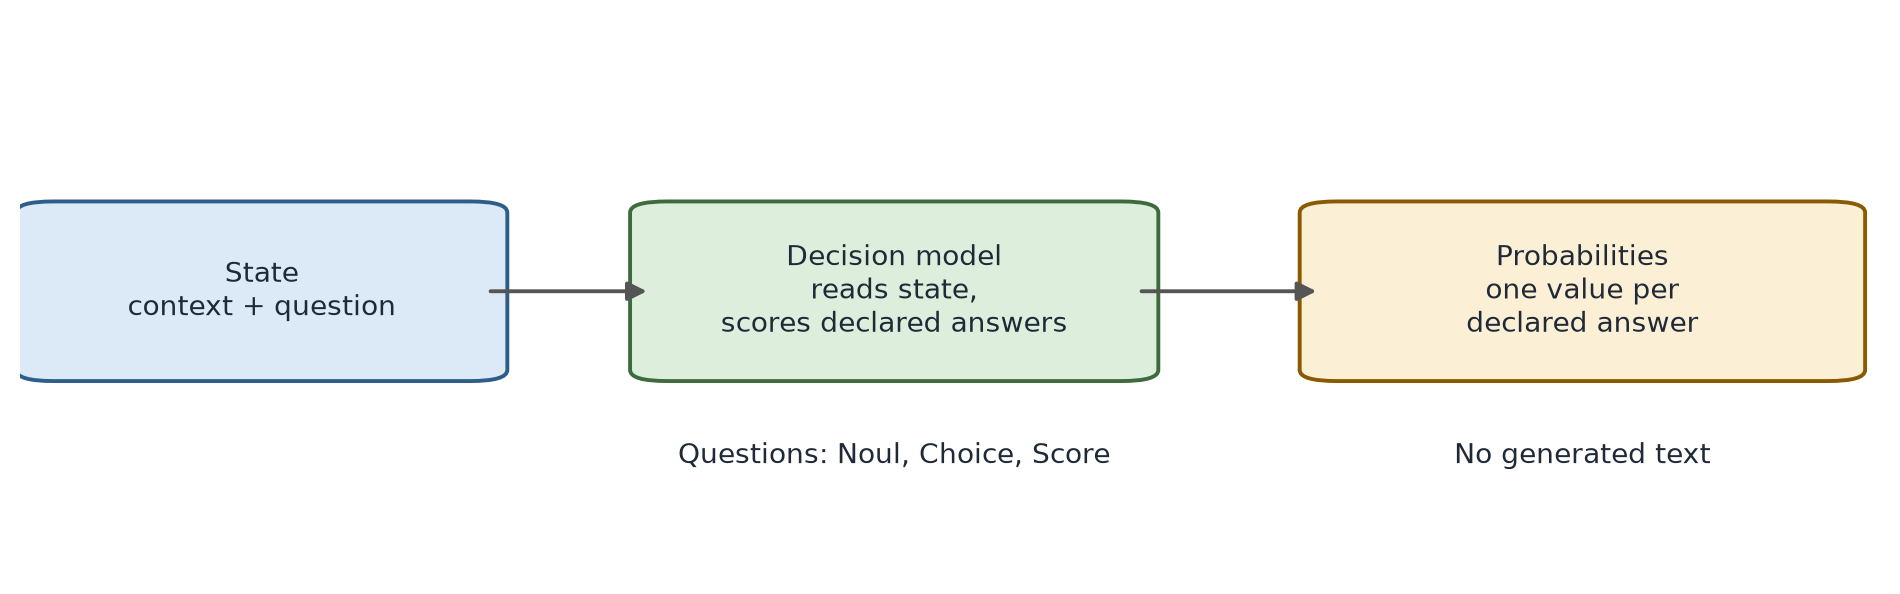 State
context + question
Decision model
reads state,
scores declared answers
Probabilities
one value per
declared answer
Questions: Noul, Choice, Score
No generated text